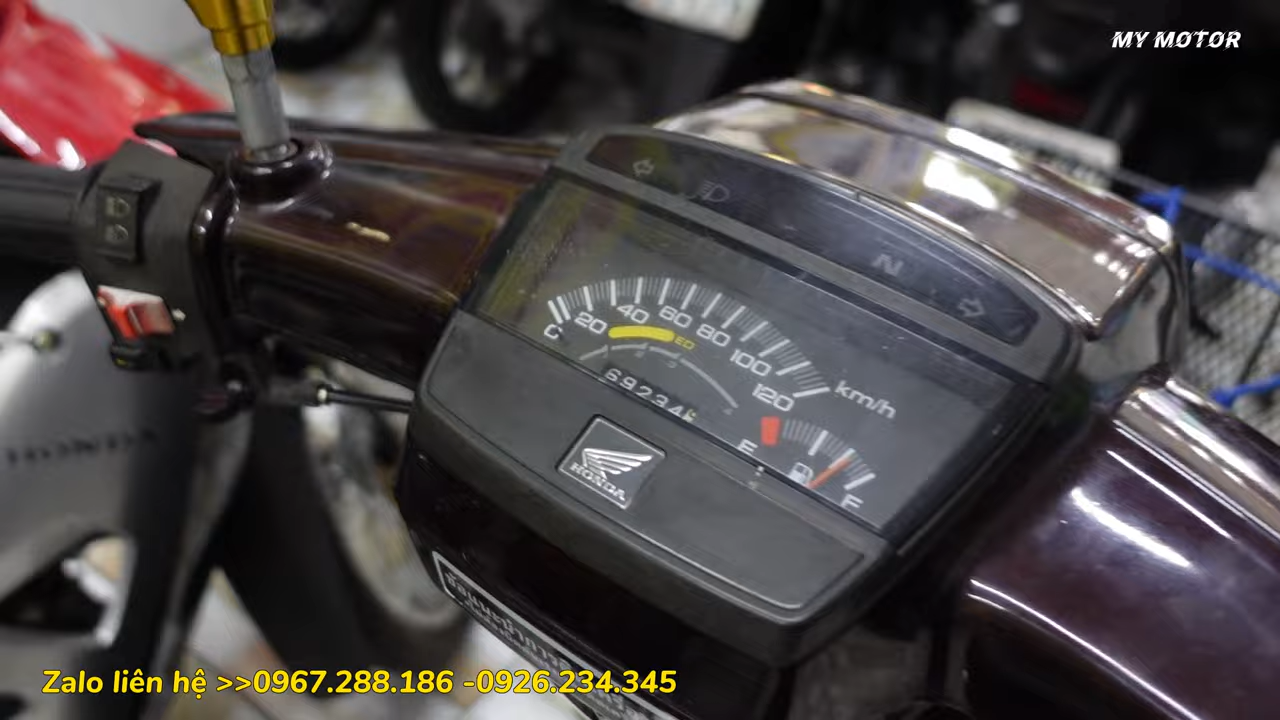 MY MOTOR
N
20 40 60 80 100 120 km/h
69234
E F
HONDA
HONDA
Zalo liên hệ >>0967.288.186 -0926.234.345